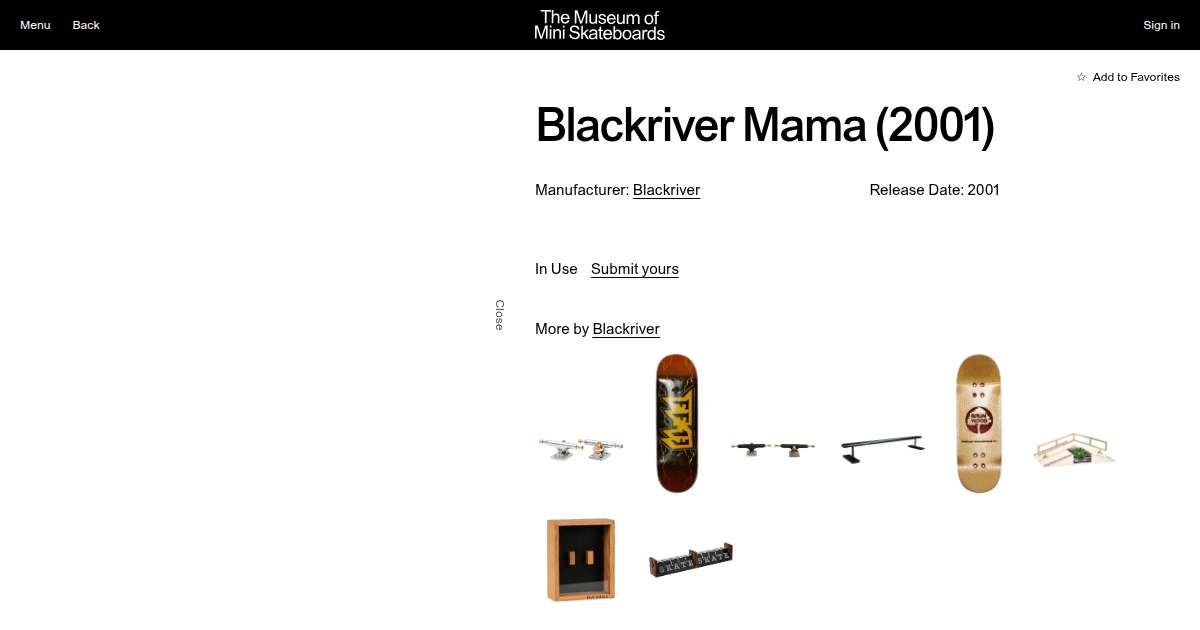 Menu
Back
The Museum of
Mini Skateboards
Sign in
☆ Add to Favorites
Blackriver Mama (2001)
Manufacturer: Blackriver
Release Date: 2001
In Use
Submit yours
Close
More by Blackriver